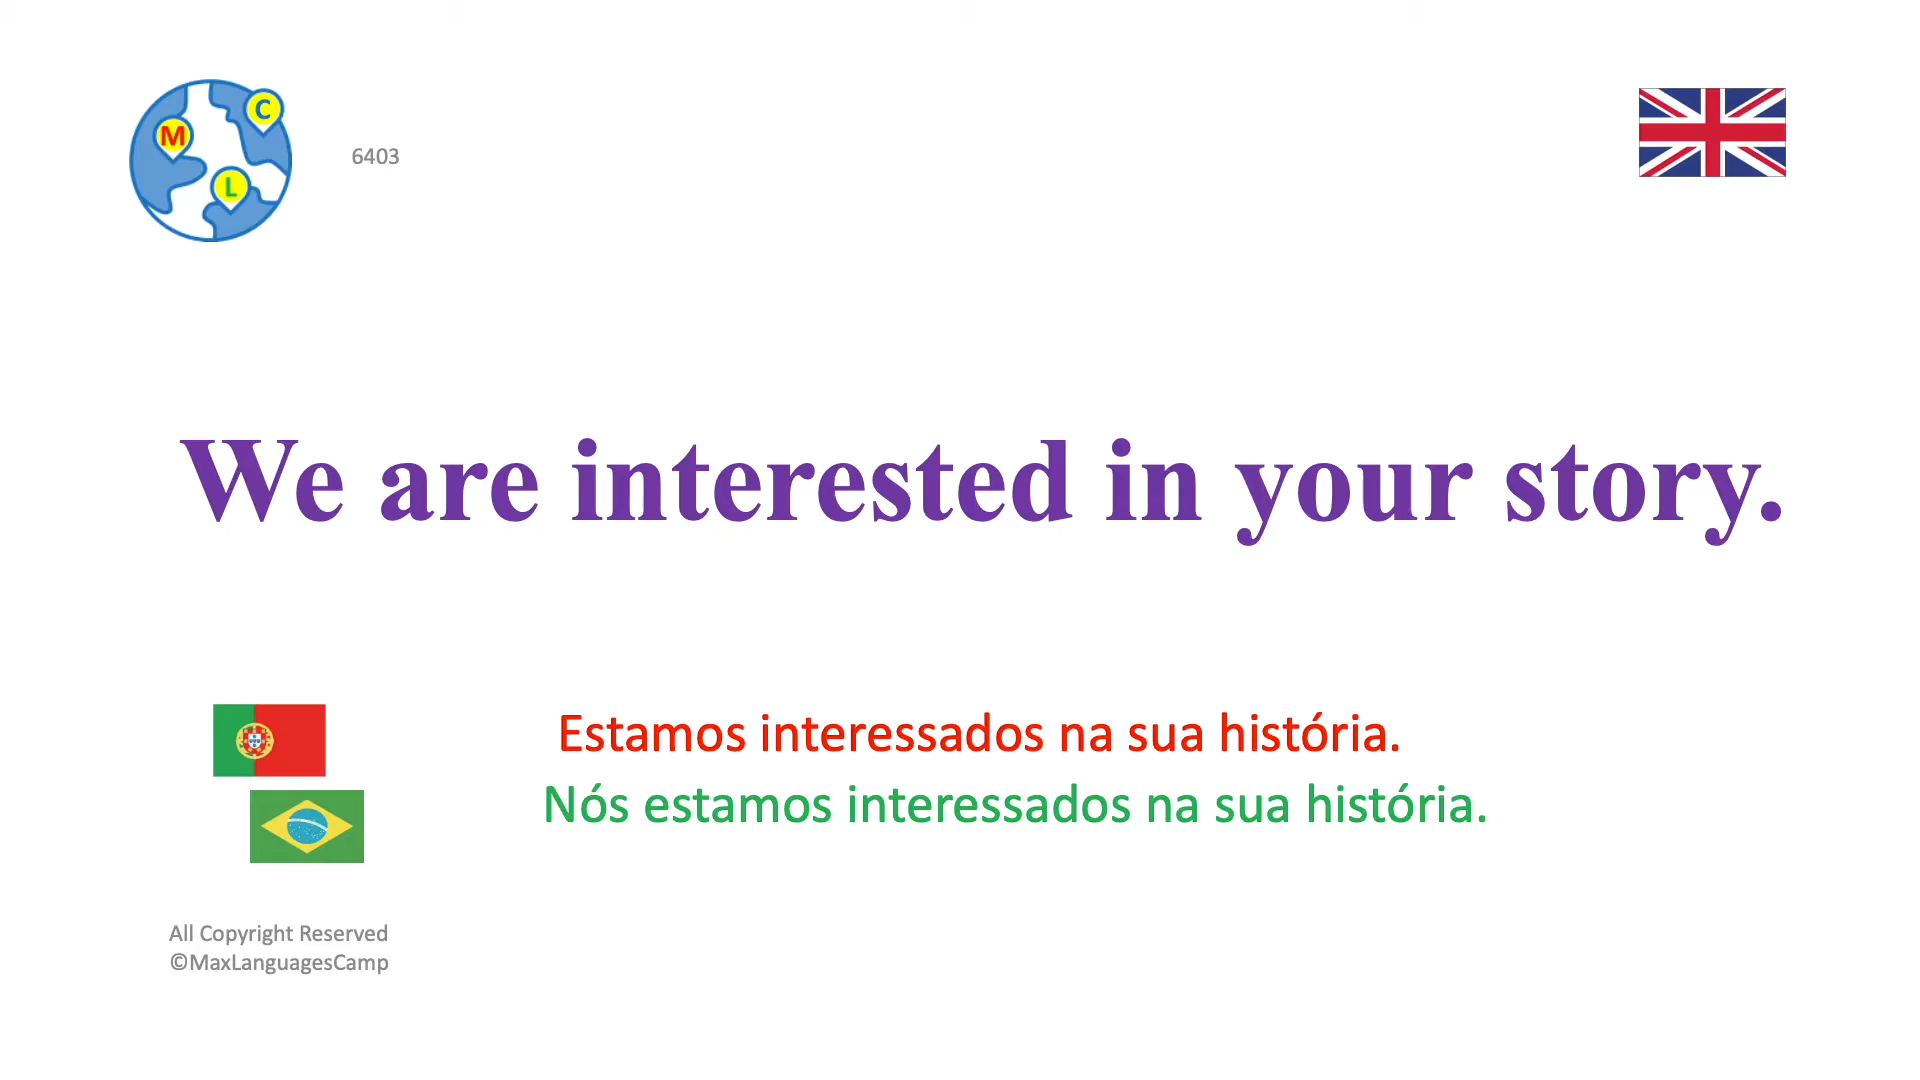 C
M
6403
L
We are interested in your story.
Estamos interessados na sua história.
Nós estamos interessados na sua história.
All Copyright Reserved
©MaxLanguagesCamp